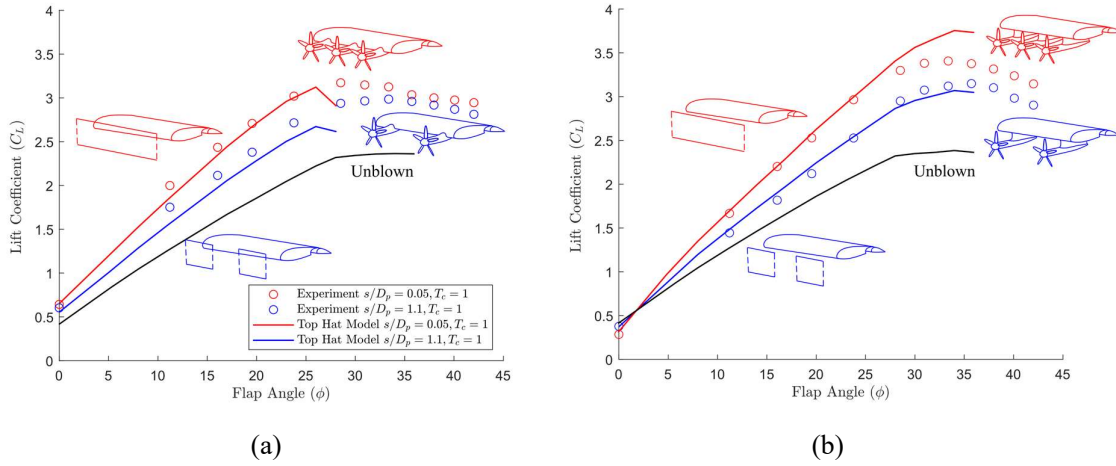 4
3.5
3
2.5
2
1.5
1
0.5
0
Lift Coefficient (C_L)
0 5 10 15 20 25 30 35 40 45
Flap Angle (ϕ)
Unblown
Experiment s/D_p = 0.05, T_c = 1
Experiment s/D_p = 1.1, T_c = 1
Top Hat Model s/D_p = 0.05, T_c = 1
Top Hat Model s/D_p = 1.1, T_c = 1
(a)
4
3.5
3
2.5
2
1.5
1
0.5
0
Lift Coefficient (C_L)
0 5 10 15 20 25 30 35 40 45
Flap Angle (ϕ)
Unblown
(b)